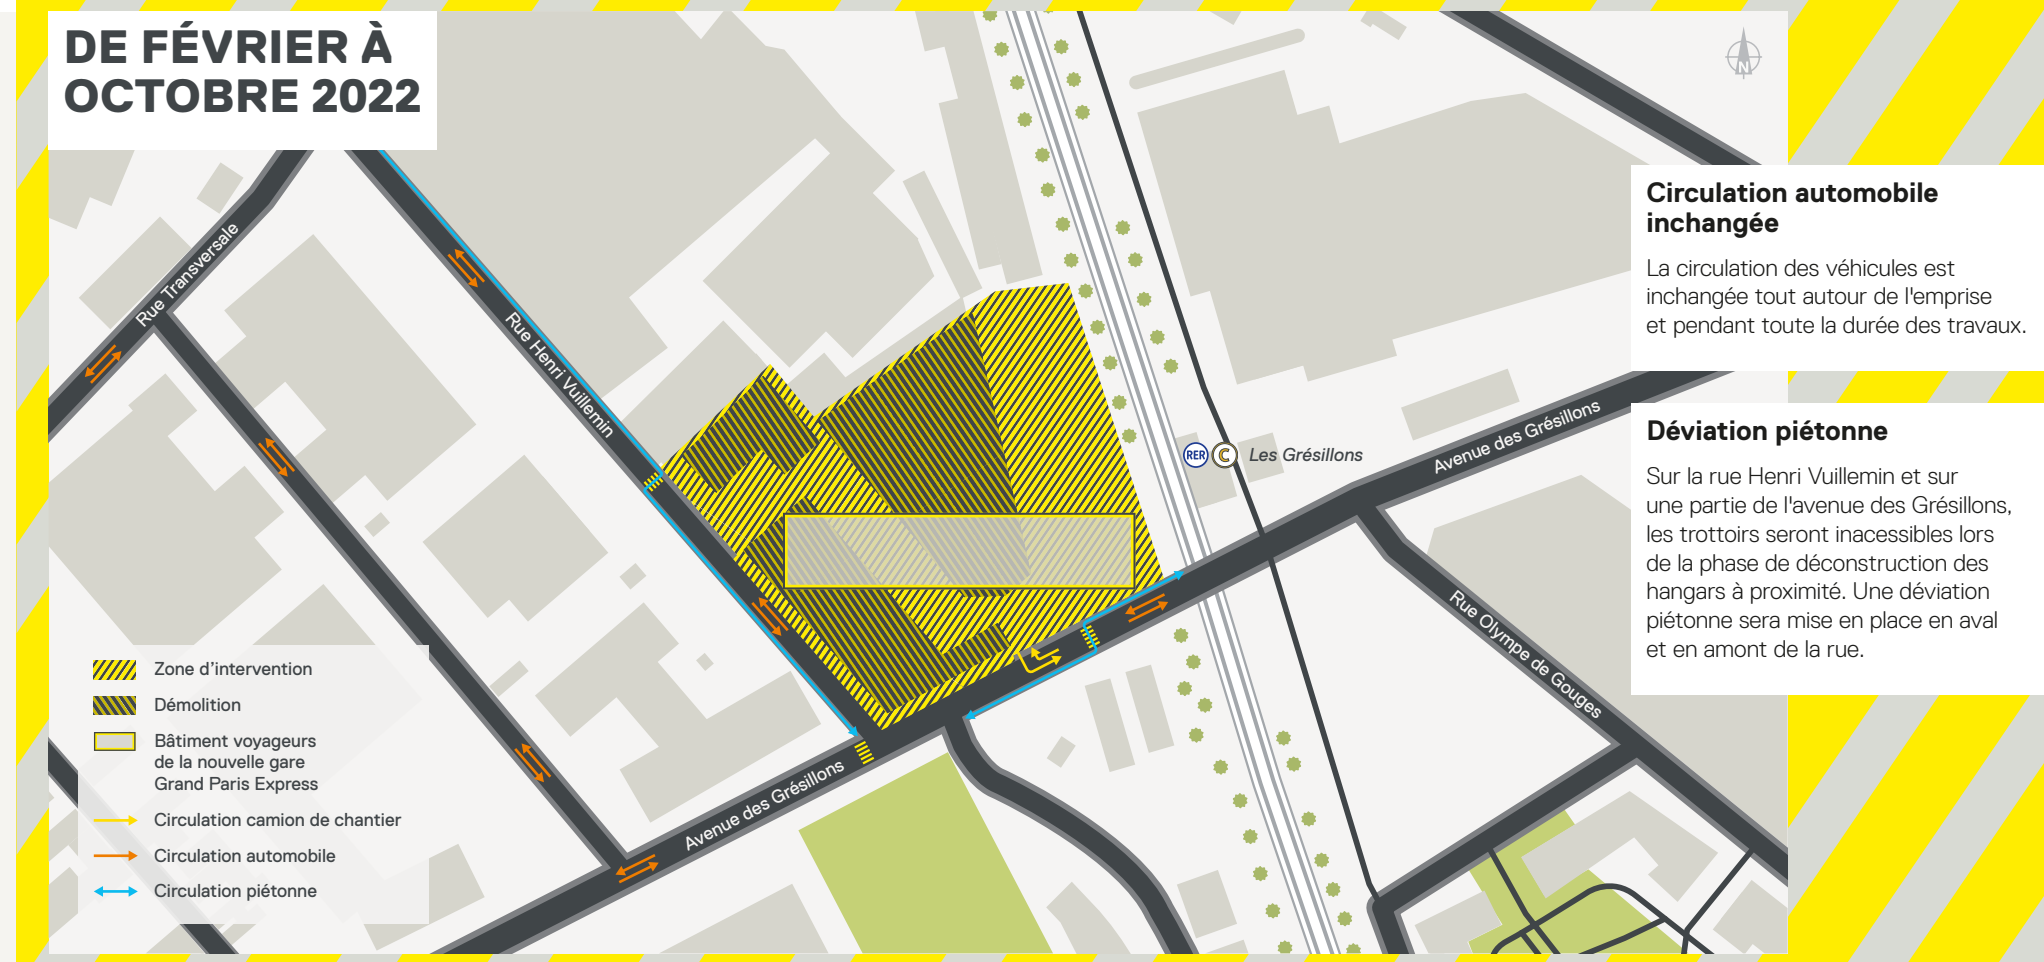 DE FÉVRIER À
OCTOBRE 2022
N
Rue Transversale
Rue Henri Vuillemin
RER C Les Grésillons
Avenue des Grésillons
Rue Olympe de Gouges
Avenue des Grésillons
Zone d'intervention
Démolition
Bâtiment voyageurs
de la nouvelle gare
Grand Paris Express
Circulation camion de chantier
Circulation automobile
Circulation piétonne
Circulation automobile
inchangée
La circulation des véhicules est
inchangée tout autour de l'emprise
et pendant toute la durée des travaux.
Déviation piétonne
Sur la rue Henri Vuillemin et sur
une partie de l'avenue des Grésillons,
les trottoirs seront inacessibles lors
de la phase de déconstruction des
hangars à proximité. Une déviation
piétonne sera mise en place en aval
et en amont de la rue.